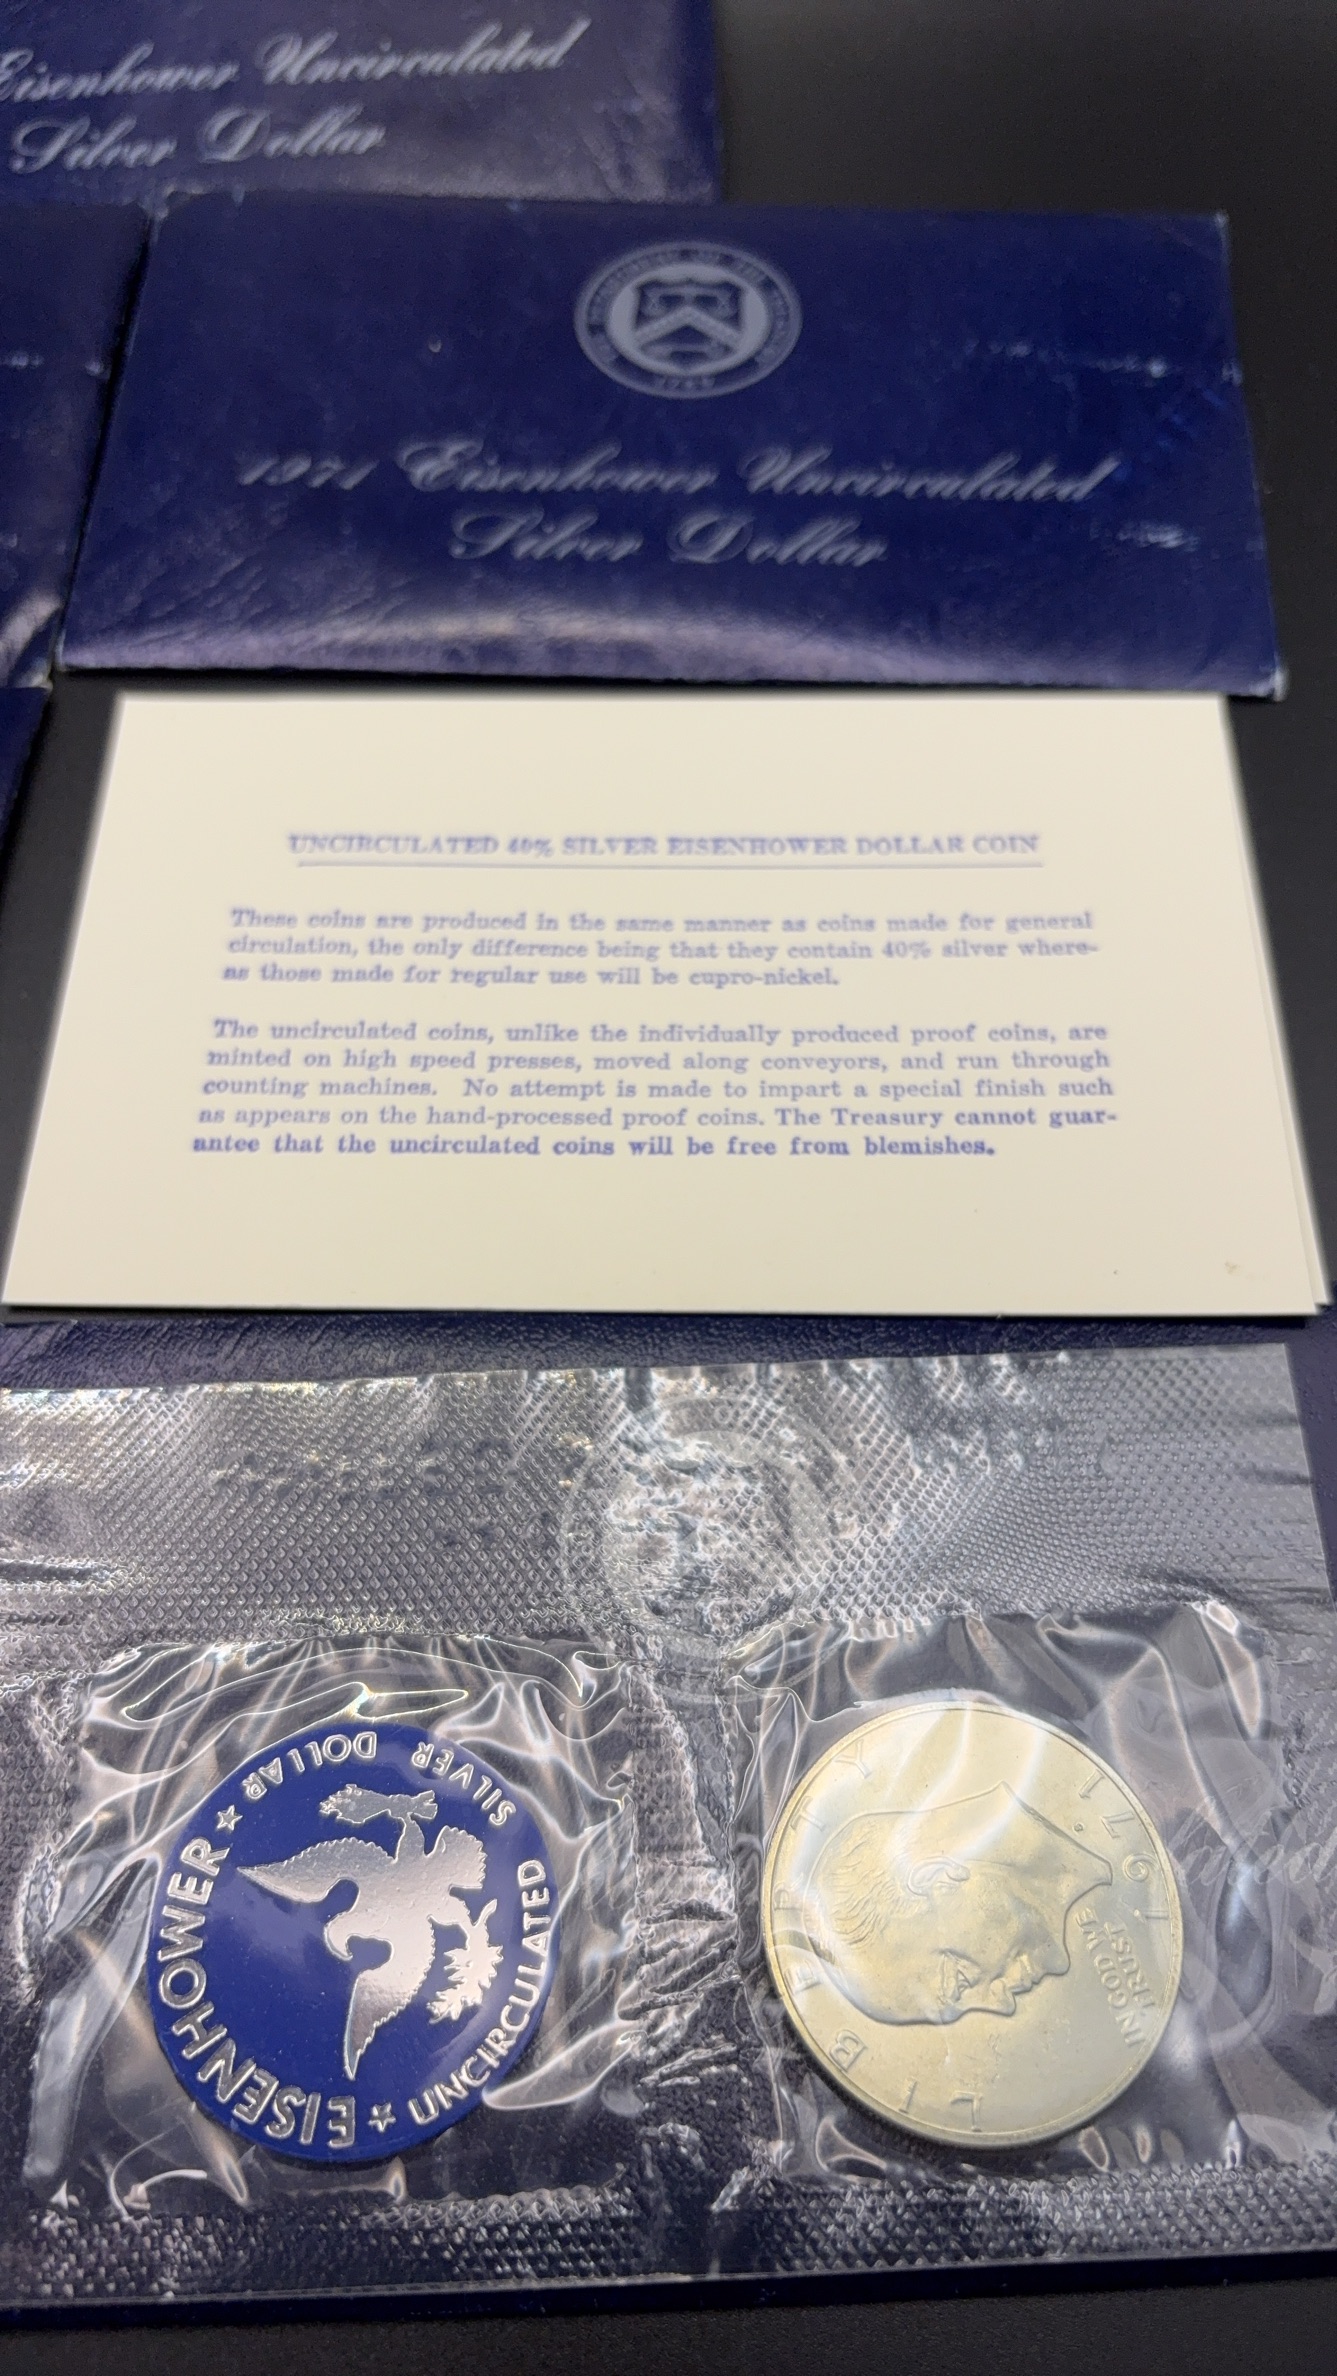 Eisenhower Uncirculated
Silver Dollar
1789
1971 Eisenhower Uncirculated
Silver Dollar
UNCIRCULATED 40% SILVER EISENHOWER DOLLAR COIN
These coins are produced in the same manner as coins made for general
circulation, the only difference being that they contain 40% silver where-
as those made for regular use will be cupro-nickel.
The uncirculated coins, unlike the individually produced proof coins, are
minted on high speed presses, moved along conveyors, and run through
counting machines. No attempt is made to impart a special finish such
as appears on the hand-processed proof coins. The Treasury cannot guar-
antee that the uncirculated coins will be free from blemishes.
EISENHOWER ★ DOLLAR SILVER
★ UNCIRCULATED
LIBERTY
IN GOD WE
TRUST
1971
S